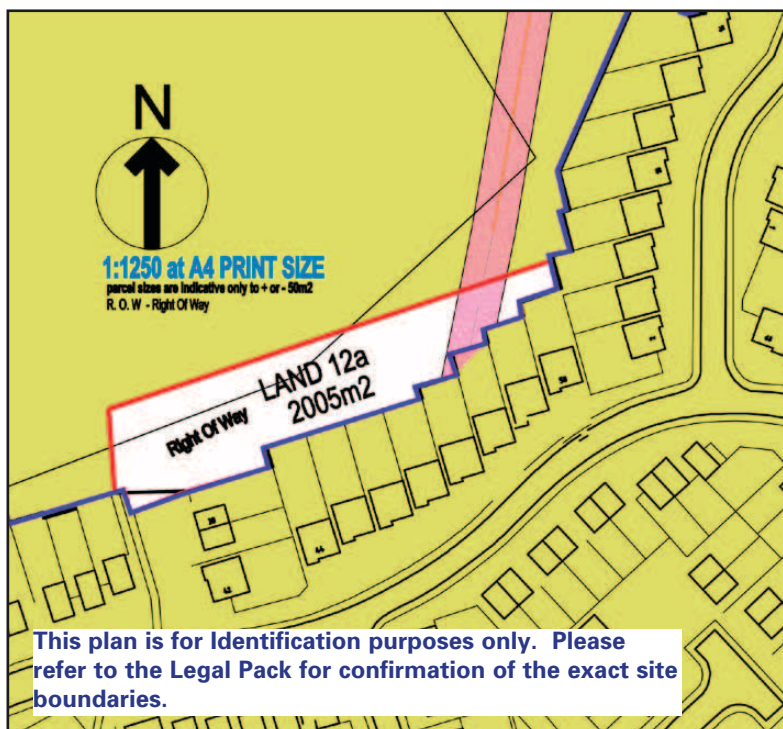 N
1:1250 at A4 PRINT SIZE
parcel sizes are indicative only to + or - 50m2
R. O. W - Right Of Way
LAND 12a
2005m2
Right Of Way
This plan is for Identification purposes only. Please
refer to the Legal Pack for confirmation of the exact site
boundaries.